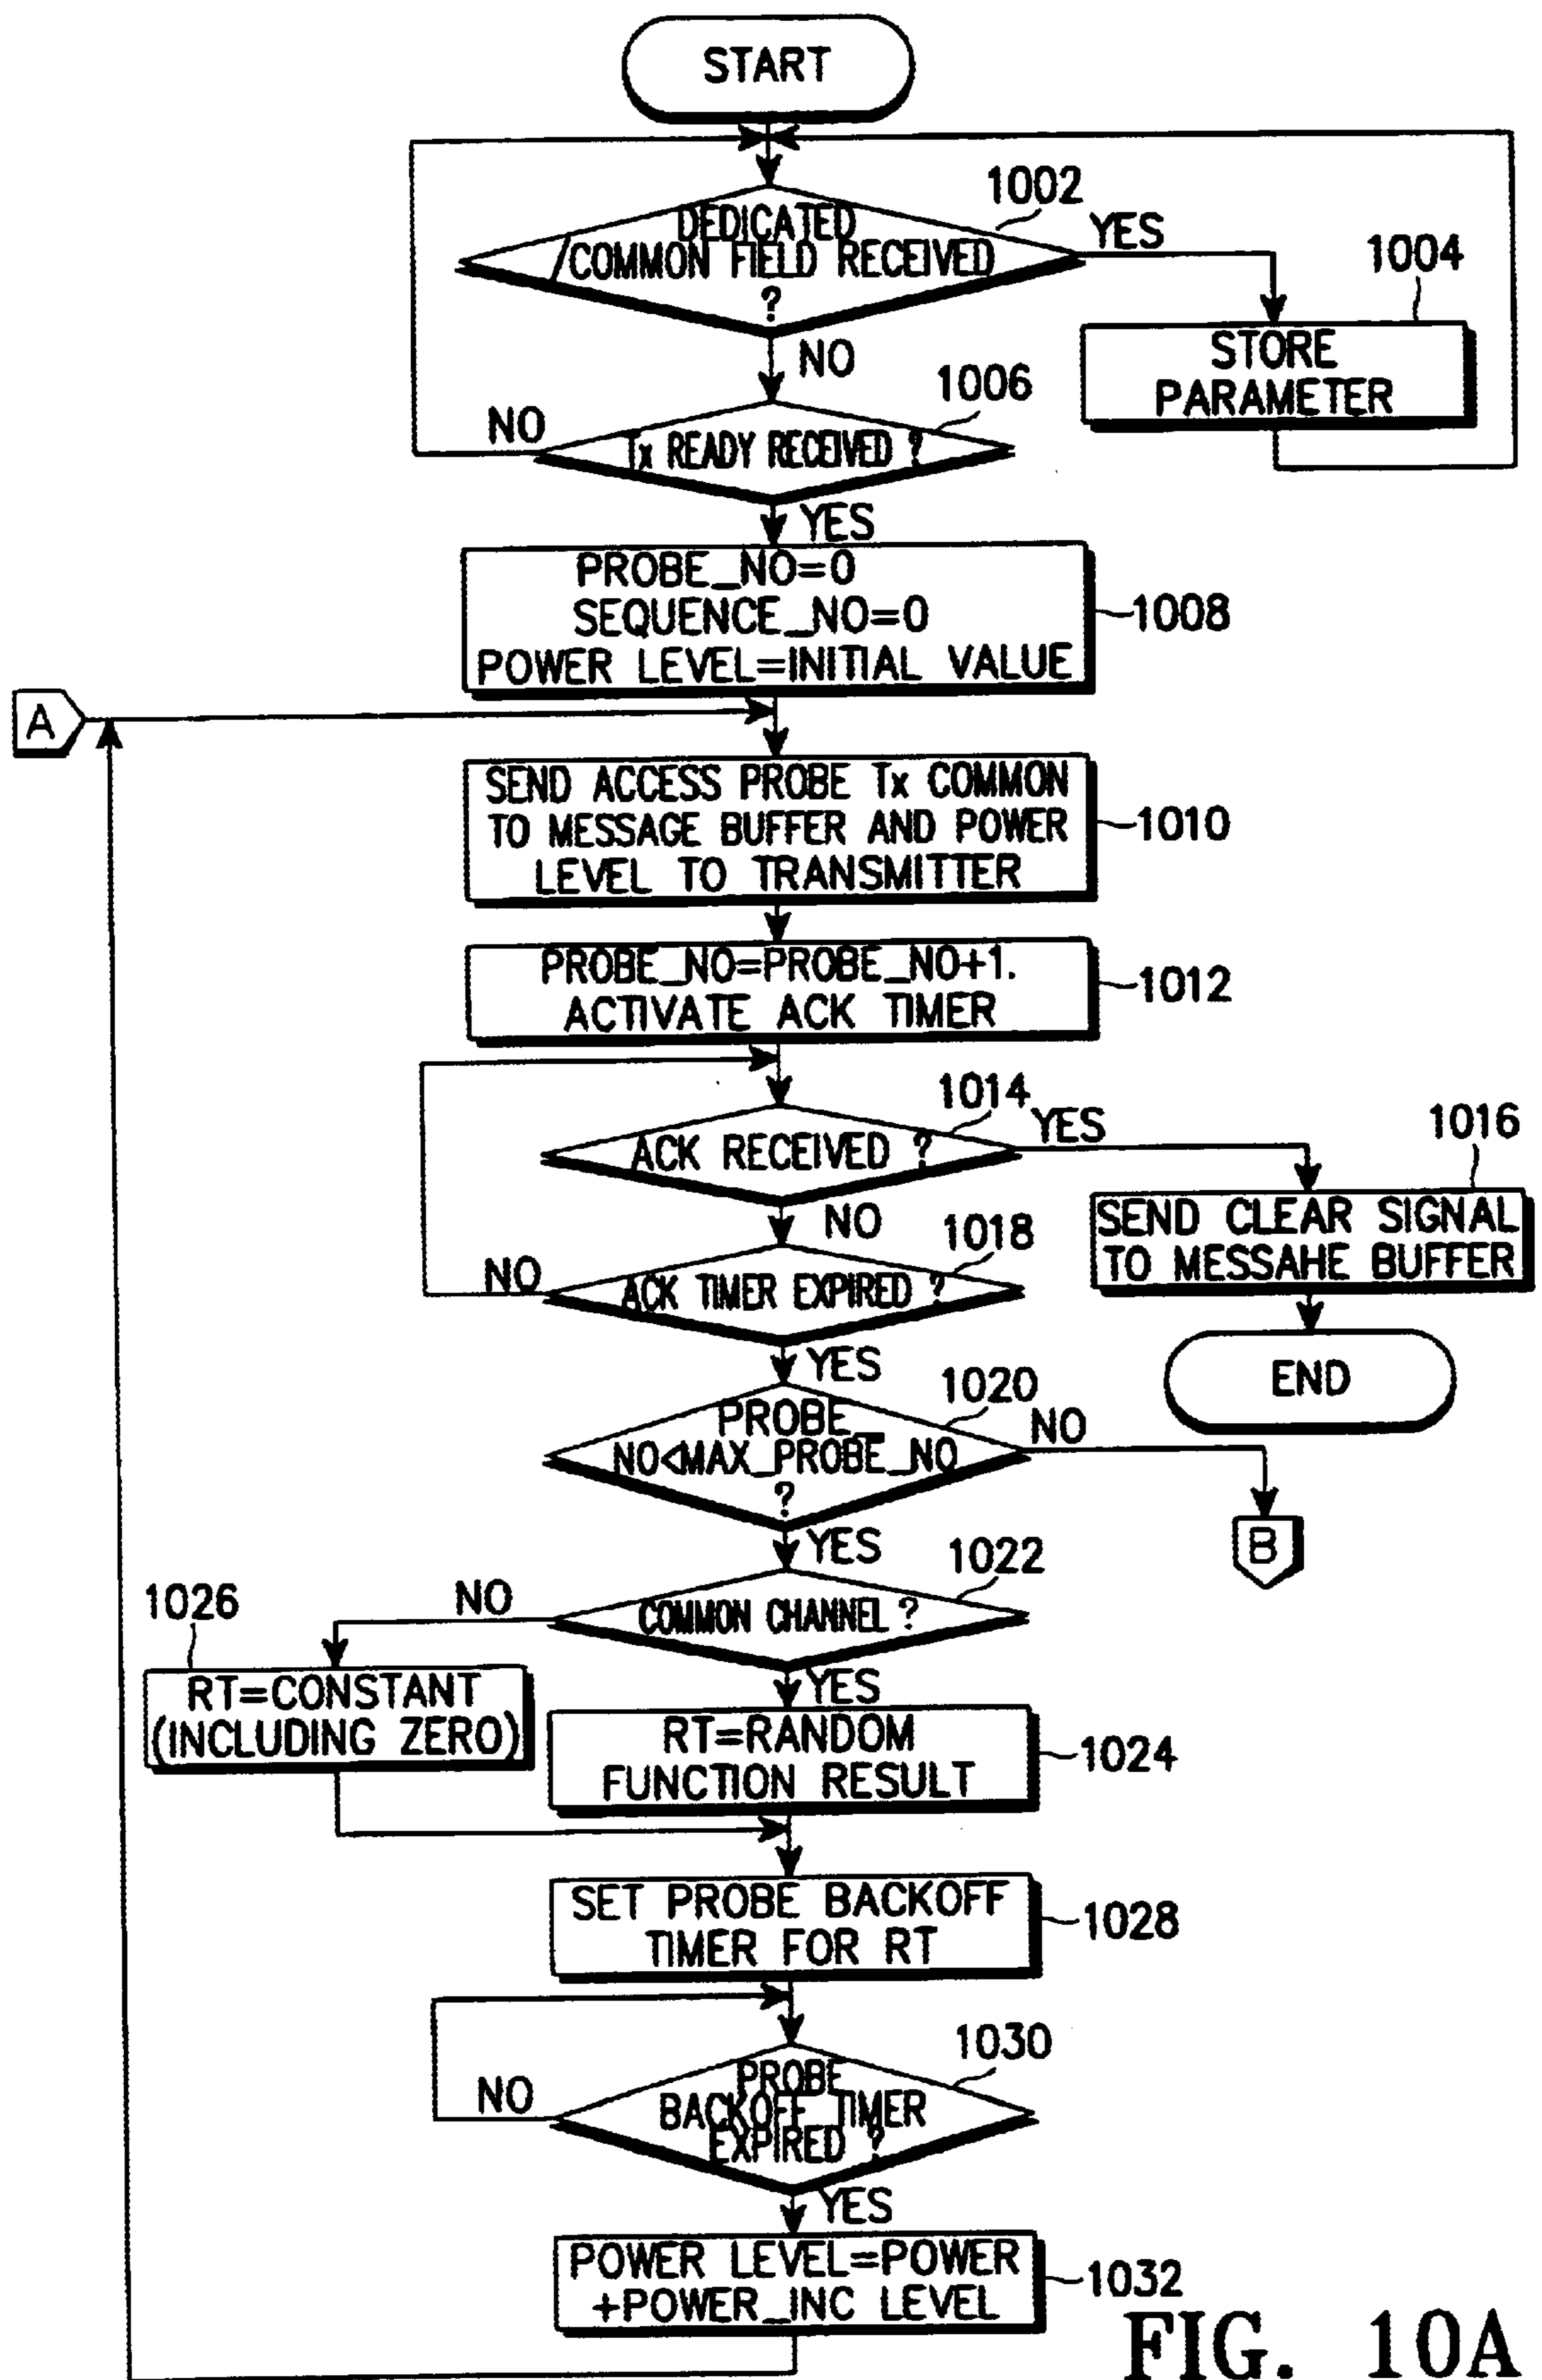 START
1002
DEDICATED
/COMMON FIELD RECEIVED
?
YES
1004
STORE
PARAMETER
NO
1006
NO
Tx READY RECEIVED ?
YES
PROBE_NO=0
SEQUENCE_NO=0
POWER LEVEL=INITIAL VALUE
1008
A
SEND ACCESS PROBE Tx COMMON
TO MESSAGE BUFFER AND POWER
LEVEL TO TRANSMITTER
1010
PROBE_NO=PROBE_NO+1.
ACTIVATE ACK TIMER
1012
1014
ACK RECEIVED ?
YES
1016
SEND CLEAR SIGNAL
TO MESSAHE BUFFER
NO
1018
NO
ACK TIMER EXPIRED ?
END
YES
1020
PROBE_
NO<MAX_PROBE_NO
?
NO
B
YES
1022
COMMON CHANNEL ?
NO
1026
RT=CONSTANT
(INCLUDING ZERO)
YES
RT=RANDOM
FUNCTION RESULT
1024
SET PROBE BACKOFF
TIMER FOR RT
1028
1030
PROBE
BACKOFF TIMER
EXPIRED ?
NO
YES
POWER LEVEL=POWER
+POWER_INC LEVEL
1032
FIG. 10A